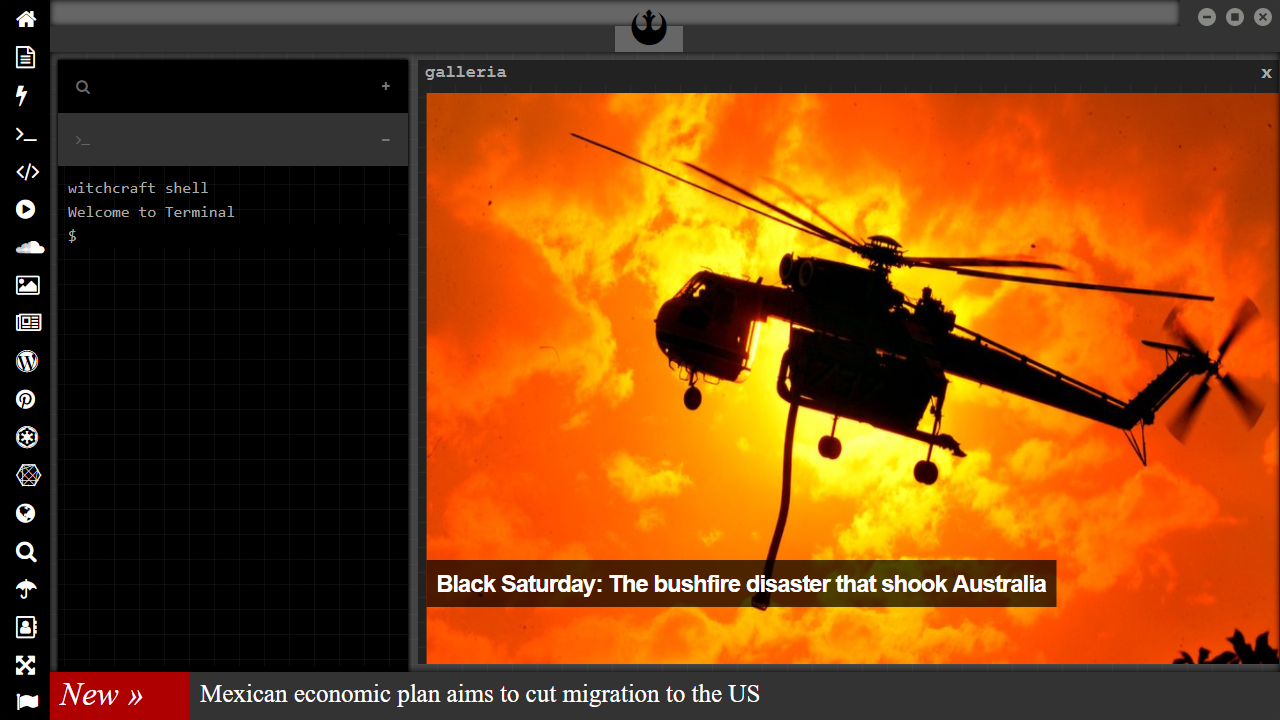 galleria
x
+
>_
−
witchcraft shell
Welcome to Terminal
$
Black Saturday: The bushfire disaster that shook Australia
New »
Mexican economic plan aims to cut migration to the US